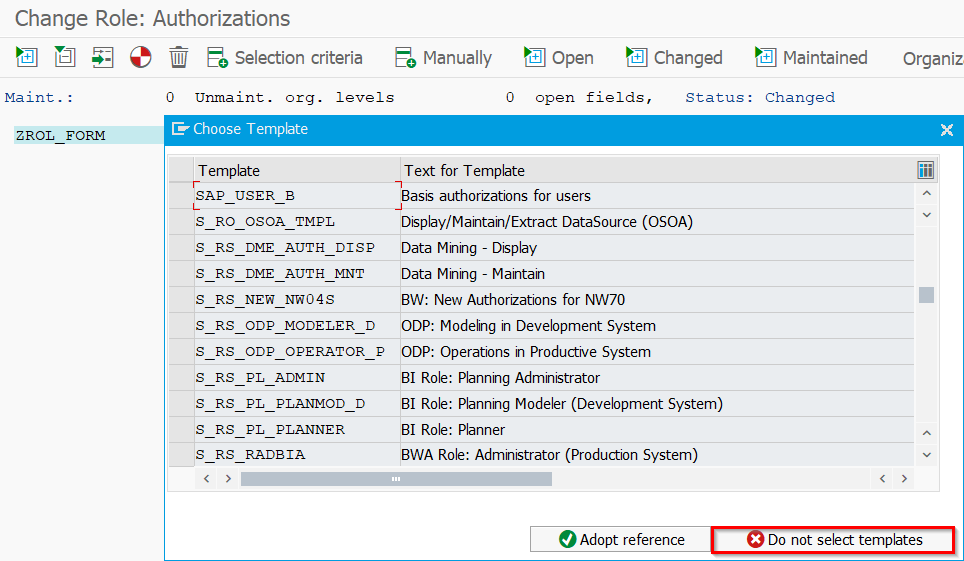 Change Role: Authorizations
Selection criteria Manually Open Changed Maintained Organiz
Maint.: 0 Unmaint. org. levels 0 open fields, Status: Changed
ZROL_FORM
Choose Template
Template Text for Template
SAP_USER_B Basis authorizations for users
S_RO_OSOA_TMPL Display/Maintain/Extract DataSource (OSOA)
S_RS_DME_AUTH_DISP Data Mining - Display
S_RS_DME_AUTH_MNT Data Mining - Maintain
S_RS_NEW_NW04S BW: New Authorizations for NW70
S_RS_ODP_MODELER_D ODP: Modeling in Development System
S_RS_ODP_OPERATOR_P ODP: Operations in Productive System
S_RS_PL_ADMIN BI Role: Planning Administrator
S_RS_PL_PLANMOD_D BI Role: Planning Modeler (Development System)
S_RS_PL_PLANNER BI Role: Planner
S_RS_RADBIA BWA Role: Administrator (Production System)
Adopt reference Do not select templates